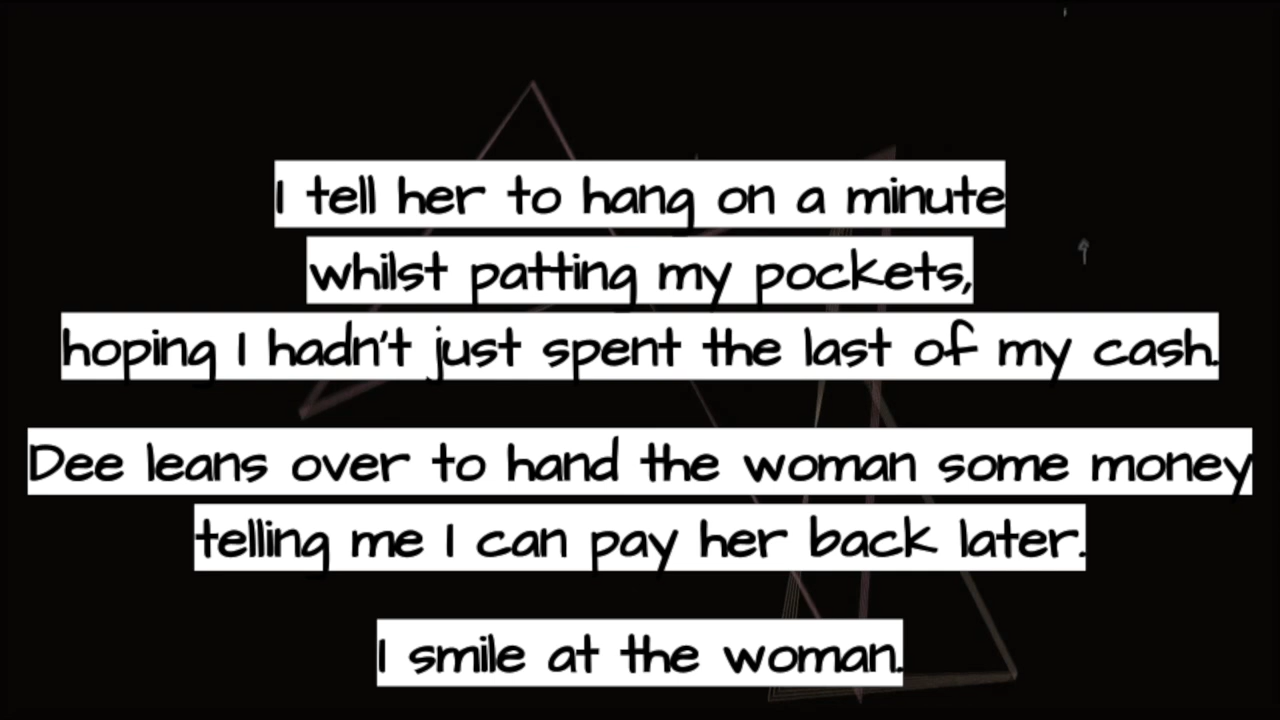 I tell her to hang on a minute
whilst patting my pockets,
hoping I hadn't just spent the last of my cash.
Dee leans over to hand the woman some money
telling me I can pay her back later.
I smile at the woman.